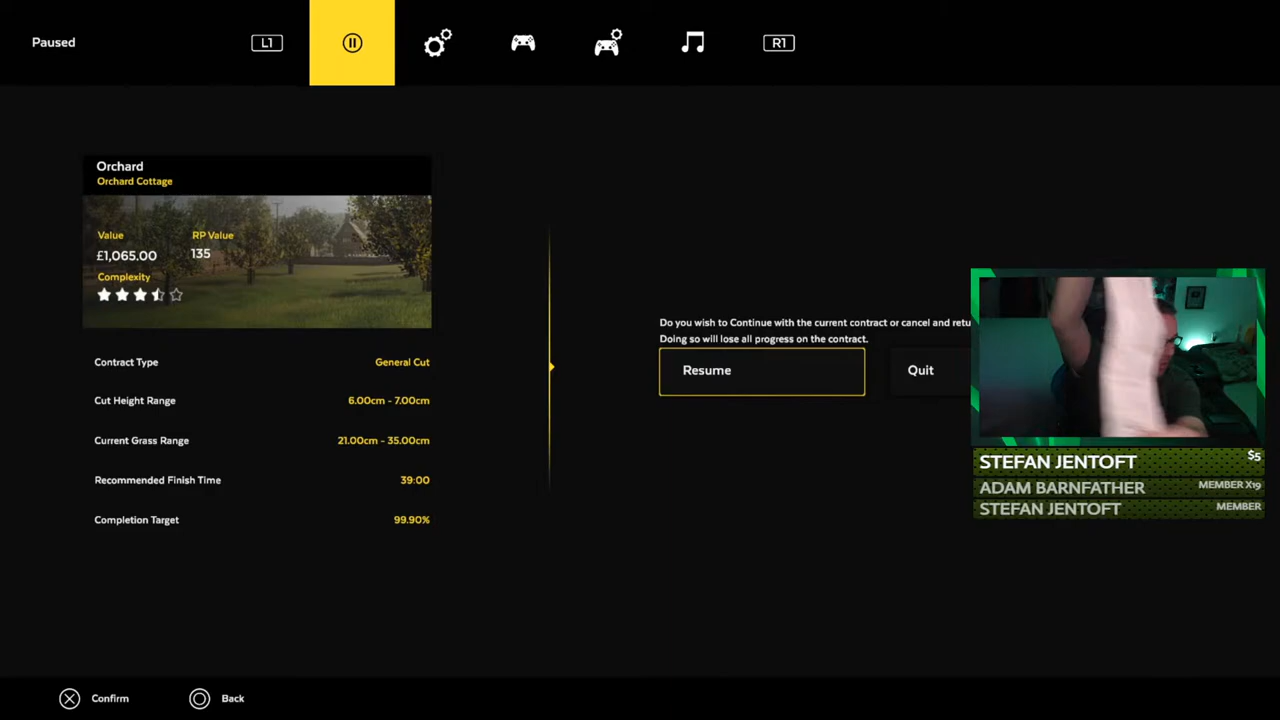 Paused
L1
R1
Orchard
Orchard Cottage
Value
RP Value
£1,065.00
135
Complexity
Contract Type
General Cut
Cut Height Range
6.00cm - 7.00cm
Current Grass Range
21.00cm - 35.00cm
Recommended Finish Time
39:00
Completion Target
99.90%
Do you wish to Continue with the current contract or cancel and retu
Doing so will lose all progress on the contract.
Resume
Quit
STEFAN JENTOFT
$5
ADAM BARNFATHER
MEMBER X19
STEFAN JENTOFT
MEMBER
Confirm
Back